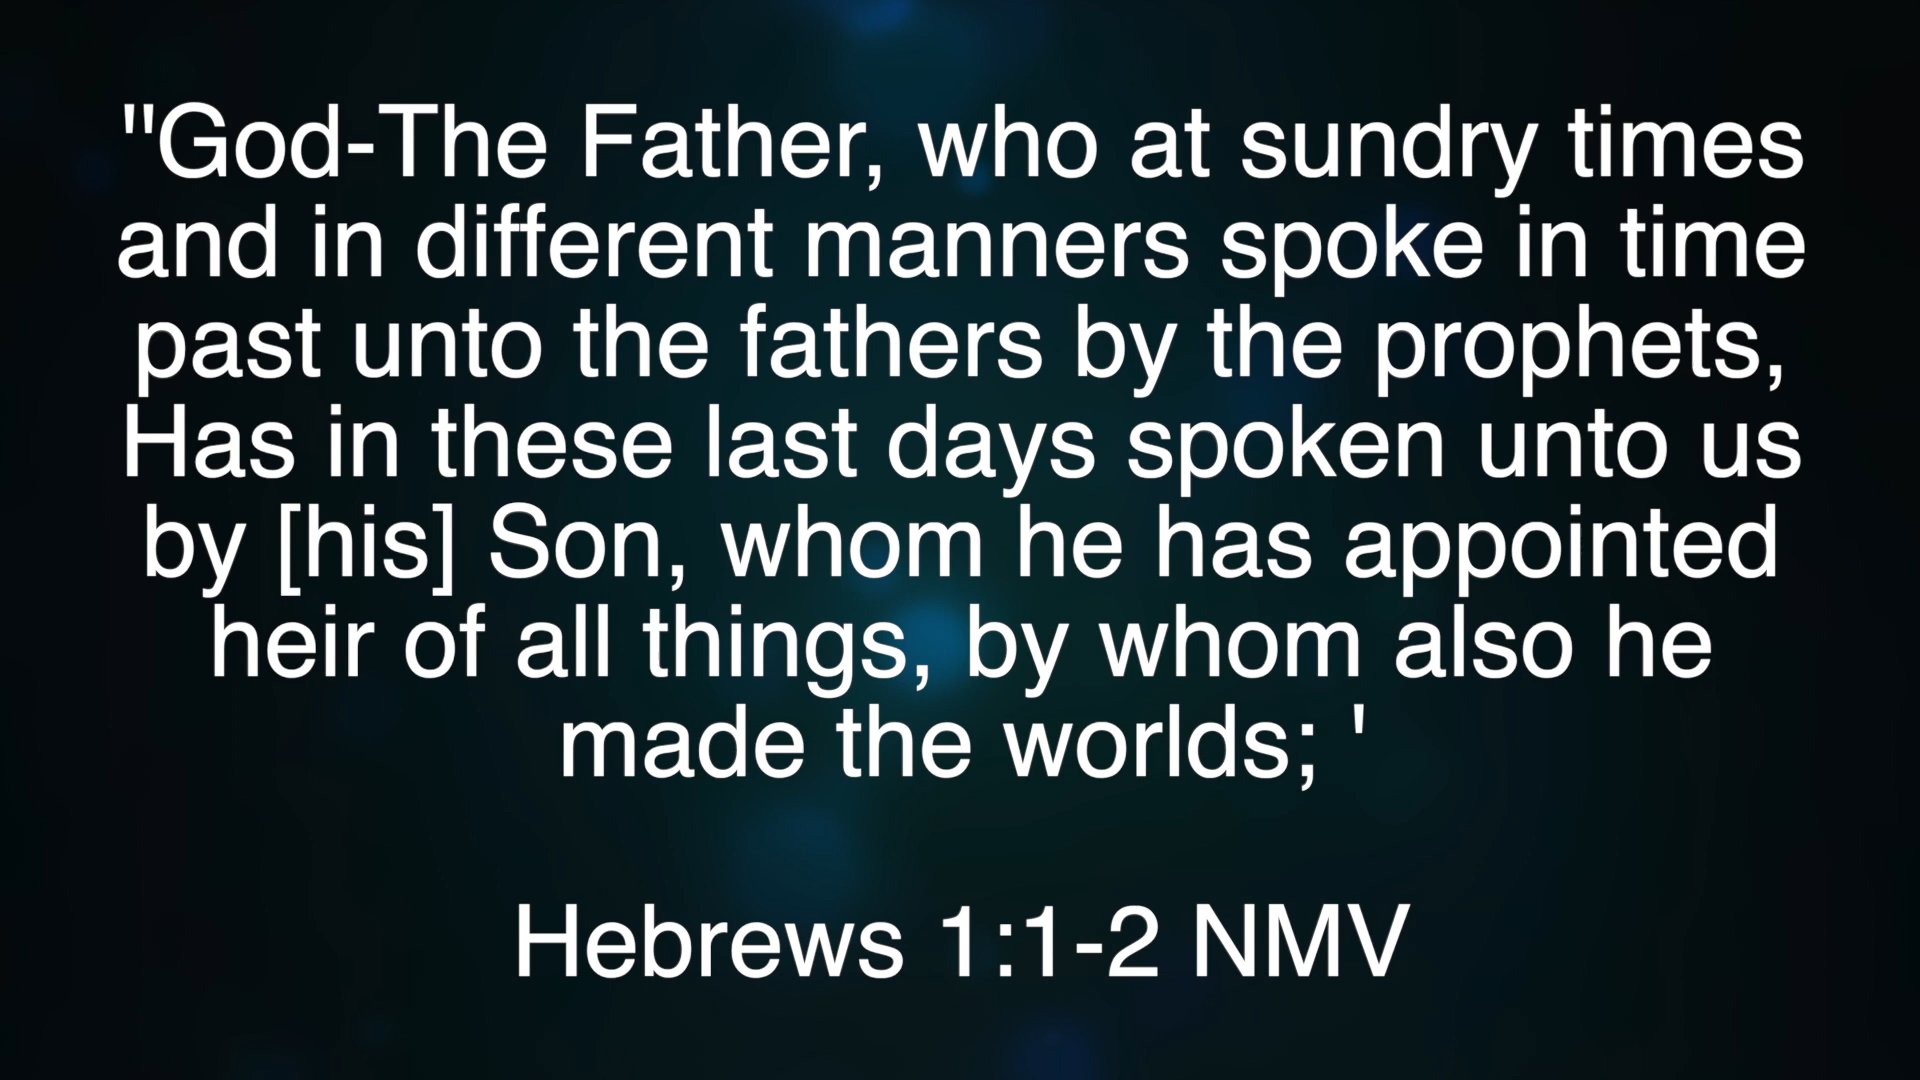 "God-The Father, who at sundry times
and in different manners spoke in time
past unto the fathers by the prophets,
Has in these last days spoken unto us
by [his] Son, whom he has appointed
heir of all things, by whom also he
made the worlds; '
Hebrews 1:1-2 NMV